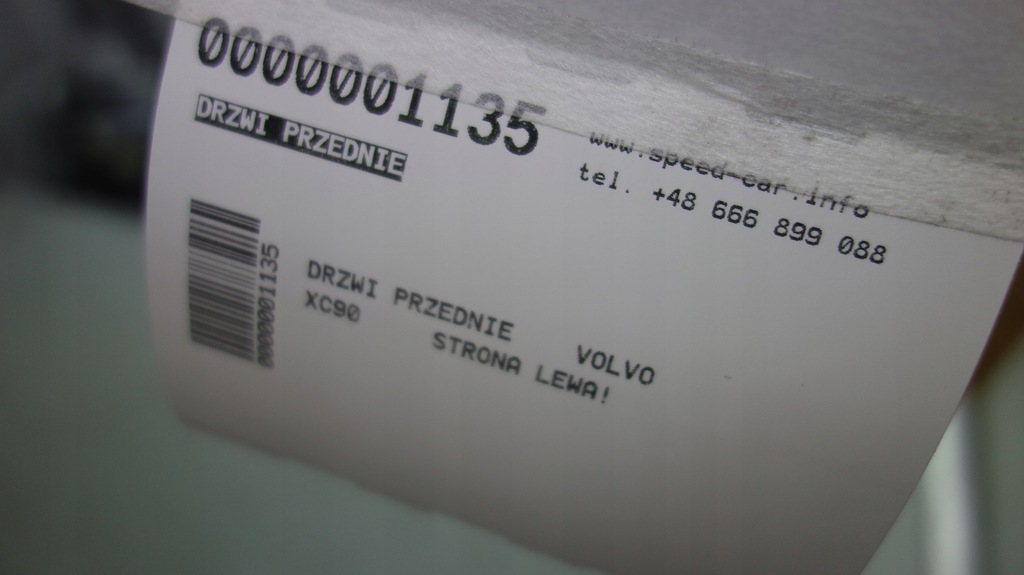 0000001135
DRZWI PRZEDNIE
www.speed-car.info
tel. +48 666 899 088
0000001135
DRZWI PRZEDNIE VOLVO
XC90 STRONA LEWA!